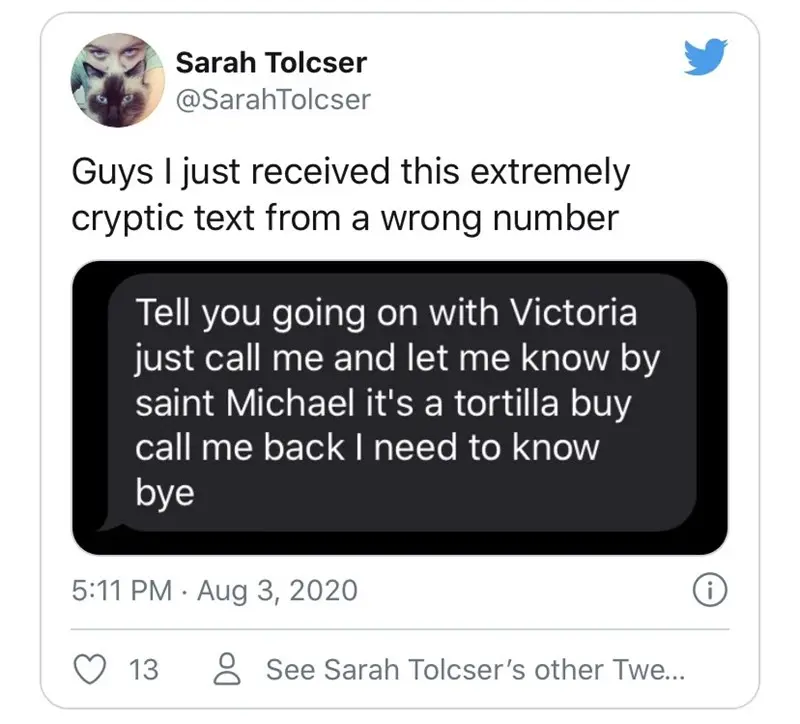 Sarah Tolcser
@SarahTolcser
Guys I just received this extremely
cryptic text from a wrong number
Tell you going on with Victoria
just call me and let me know by
saint Michael it's a tortilla buy
call me back I need to know
bye
5:11 PM · Aug 3, 2020
13 See Sarah Tolcser's other Twe...